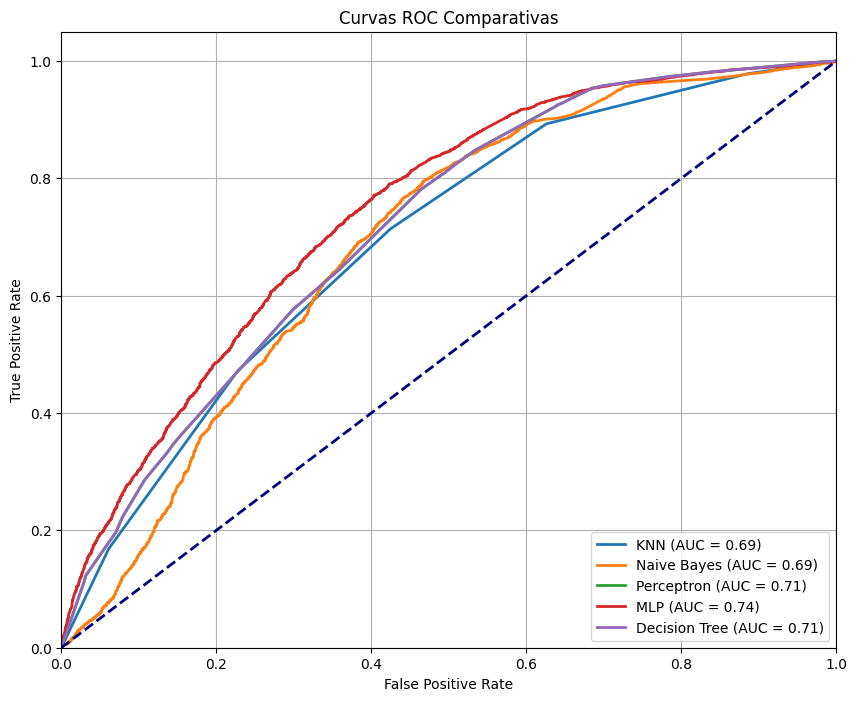 Curvas ROC Comparativas
1.0
0.8
0.6
0.4
0.2
0.0
True Positive Rate
0.0 0.2 0.4 0.6 0.8 1.0
False Positive Rate
KNN (AUC = 0.69)
Naive Bayes (AUC = 0.69)
Perceptron (AUC = 0.71)
MLP (AUC = 0.74)
Decision Tree (AUC = 0.71)